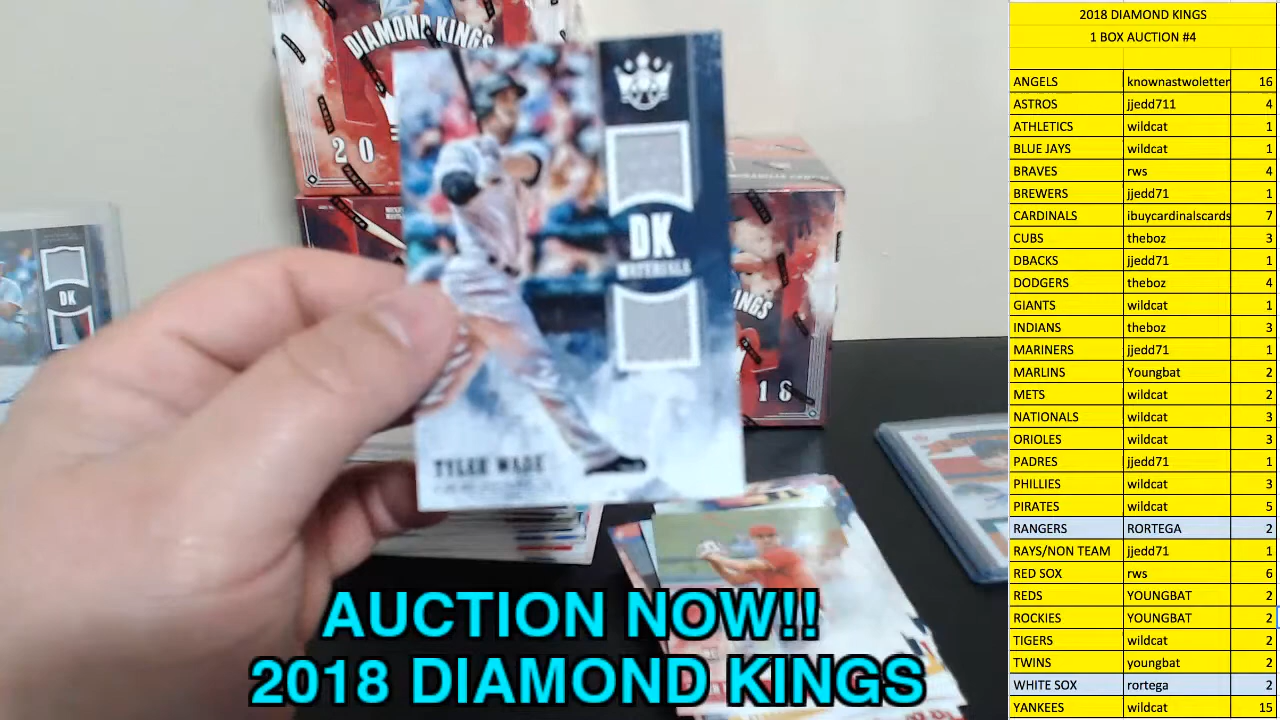 DIAMOND KINGS
20
DK
MATERIALS
TYLER WADE
DK
INGS
18
AUCTION NOW!!
2018 DIAMOND KINGS
2018 DIAMOND KINGS
1 BOX AUCTION #4
ANGELS knownastwoletter 16
ASTROS jjedd711 4
ATHLETICS wildcat 1
BLUE JAYS wildcat 1
BRAVES rws 4
BREWERS jjedd71 1
CARDINALS ibuycardinalscards 7
CUBS theboz 3
DBACKS jjedd71 1
DODGERS theboz 4
GIANTS wildcat 1
INDIANS theboz 3
MARINERS jjedd71 1
MARLINS Youngbat 2
METS wildcat 2
NATIONALS wildcat 3
ORIOLES wildcat 3
PADRES jjedd71 1
PHILLIES wildcat 3
PIRATES wildcat 5
RANGERS RORTEGA 2
RAYS/NON TEAM jjedd71 1
RED SOX rws 6
REDS YOUNGBAT 2
ROCKIES YOUNGBAT 2
TIGERS wildcat 2
TWINS youngbat 2
WHITE SOX rortega 2
YANKEES wildcat 15